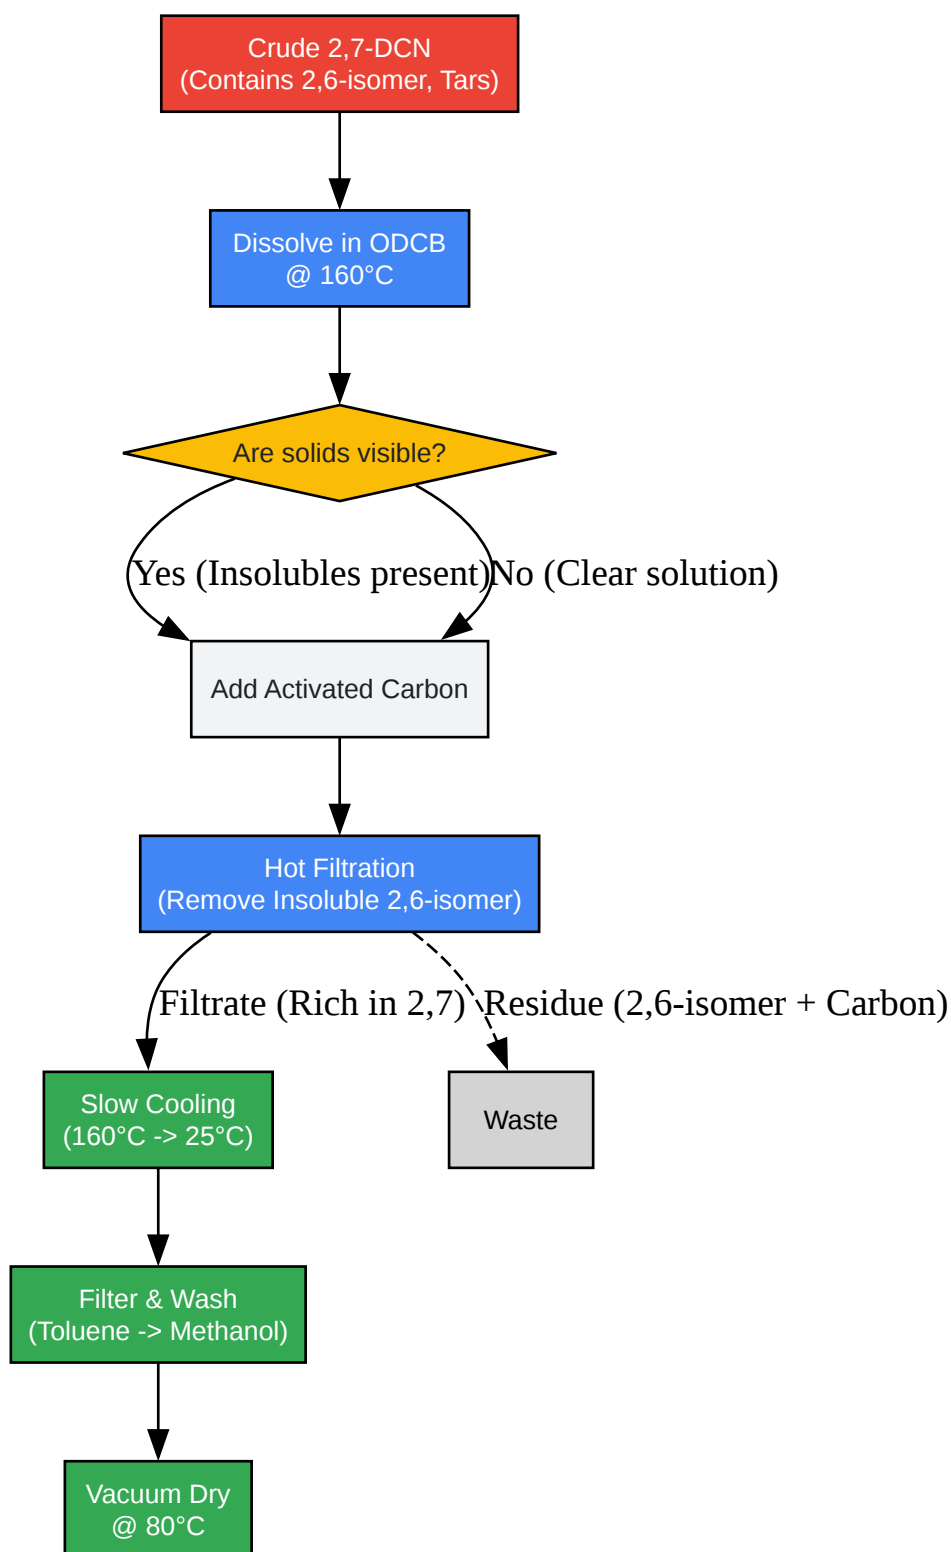 Crude 2,7-DCN
(Contains 2,6-isomer, Tars)
Dissolve in ODCB
@ 160°C
Are solids visible?
Yes (Insolubles present)
No (Clear solution)
Add Activated Carbon
Hot Filtration
(Remove Insoluble 2,6-isomer)
Filtrate (Rich in 2,7)
Residue (2,6-isomer + Carbon)
Slow Cooling
(160°C -> 25°C)
Waste
Filter & Wash
(Toluene -> Methanol)
Vacuum Dry
@ 80°C